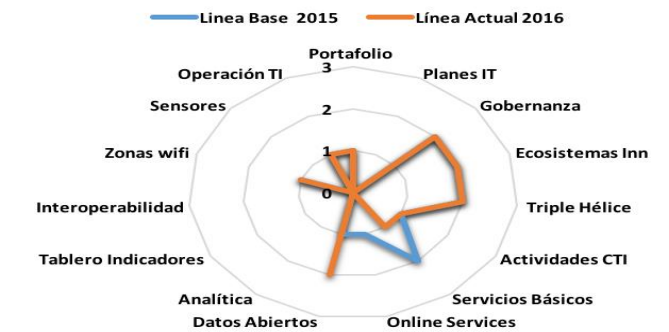 Linea Base 2015 Línea Actual 2016
Portafolio
3
Operación TI Planes IT
Sensores Gobernanza
2
Zonas wifi 1 Ecosistemas Inn
0
Interoperabilidad Triple Hélice
Tablero Indicadores Actividades CTI
Analítica Servicios Básicos
Datos Abiertos Online Services